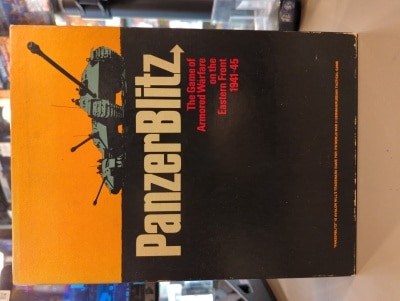 PanzerBlitz
The Game of
Armored Warfare
on the
Eastern Front
1941-45